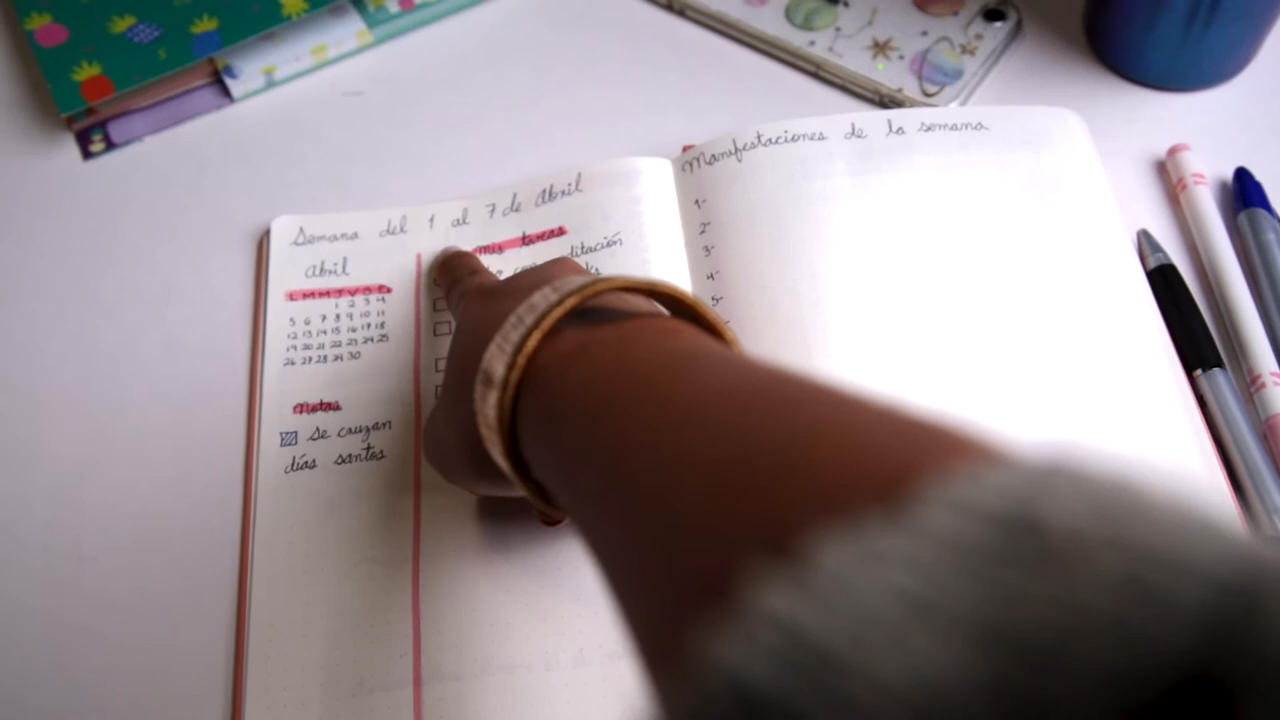 Semana del 1 al 7 de Abril
Abril
L M M J V S D
1 2 3 4
5 6 7 8 9 10 11
12 13 14 15 16 17 18
19 20 21 22 23 24 25
26 27 28 29 30
Notas
Se cruzan
días santos
mis tareas
Manifestaciones de la semana
1-
2-
3-
4-
5-